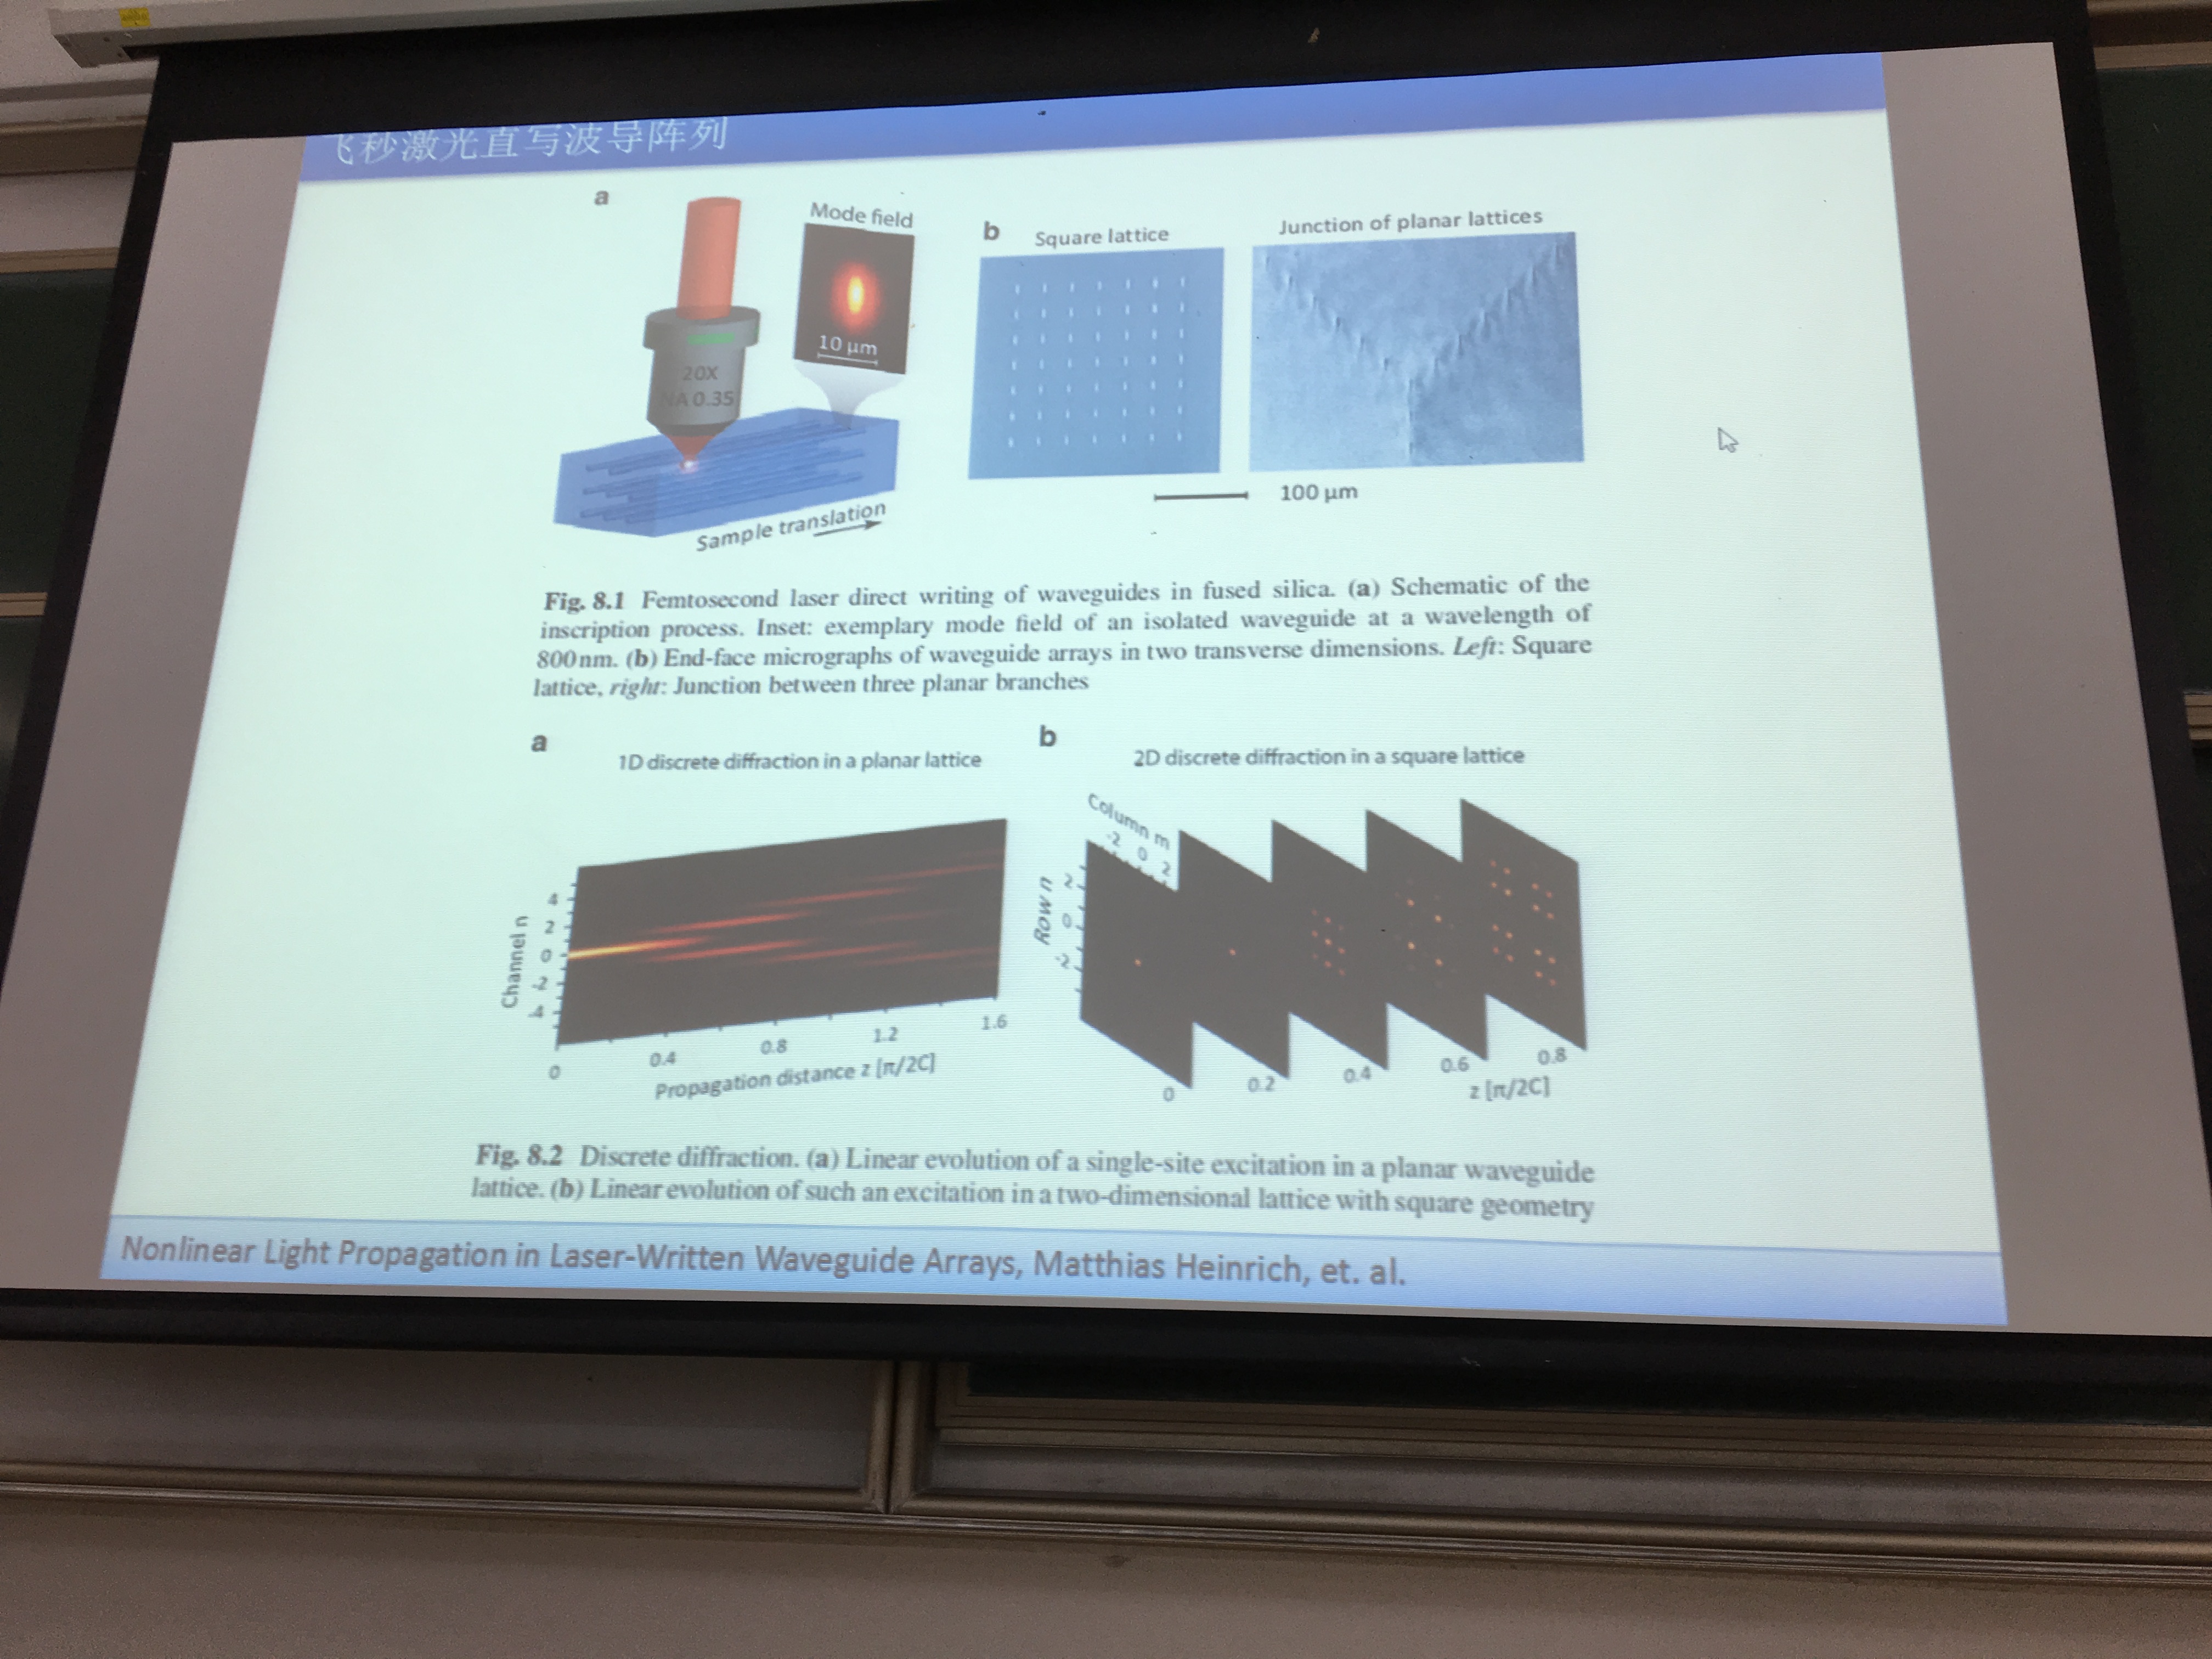 飞秒激光直写波导阵列
a
Mode field
10 µm
20X
NA 0.35
Sample translation
b
Square lattice
Junction of planar lattices
100 µm
Fig. 8.1 Femtosecond laser direct writing of waveguides in fused silica. (a) Schematic of the
inscription process. Inset: exemplary mode field of an isolated waveguide at a wavelength of
800 nm. (b) End-face micrographs of waveguide arrays in two transverse dimensions. Left: Square
lattice, right: Junction between three planar branches
a
1D discrete diffraction in a planar lattice
Channel n
4
2
0
-2
-4
0
0.4
0.8
1.2
1.6
Propagation distance z [π/2C]
b
2D discrete diffraction in a square lattice
Column m
-2 0 2
Row n
2
0
-2
0
0.2
0.4
0.6
0.8
z [π/2C]
Fig. 8.2 Discrete diffraction. (a) Linear evolution of a single-site excitation in a planar waveguide
lattice. (b) Linear evolution of such an excitation in a two-dimensional lattice with square geometry
Nonlinear Light Propagation in Laser-Written Waveguide Arrays, Matthias Heinrich, et. al.